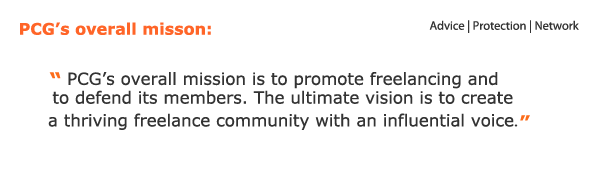 PCG’s overall misson:
Advice | Protection | Network
“ PCG’s overall mission is to promote freelancing and
to defend its members. The ultimate vision is to create
a thriving freelance community with an influential voice.”